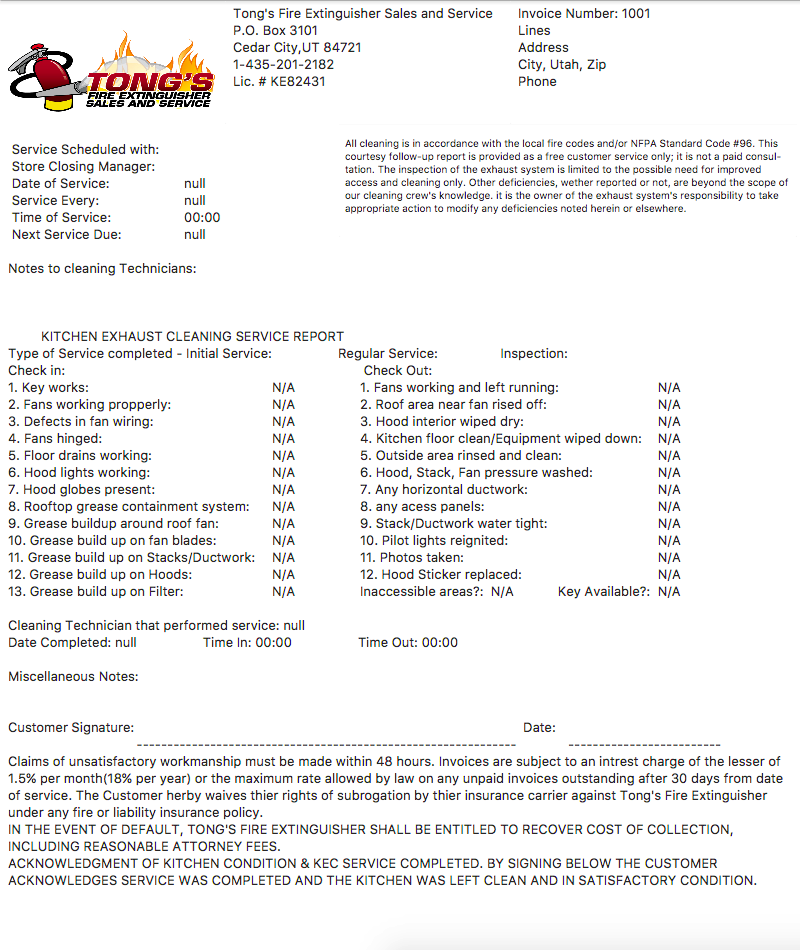 TONG'S
FIRE EXTINGUISHER
SALES AND SERVICE
Tong's Fire Extinguisher Sales and Service
P.O. Box 3101
Cedar City,UT 84721
1-435-201-2182
Lic. # KE82431
Invoice Number: 1001
Lines
Address
City, Utah, Zip
Phone
Service Scheduled with:
Store Closing Manager:
Date of Service: null
Service Every: null
Time of Service: 00:00
Next Service Due: null
All cleaning is in accordance with the local fire codes and/or NFPA Standard Code #96. This
courtesy follow-up report is provided as a free customer service only; it is not a paid consul-
tation. The inspection of the exhaust system is limited to the possible need for improved
access and cleaning only. Other deficiencies, wether reported or not, are beyond the scope of
our cleaning crew's knowledge. it is the owner of the exhaust system's responsibility to take
appropriate action to modify any deficiencies noted herein or elsewhere.
Notes to cleaning Technicians:
KITCHEN EXHAUST CLEANING SERVICE REPORT
Type of Service completed - Initial Service: Regular Service: Inspection:
Check in: Check Out:
1. Key works: N/A 1. Fans working and left running: N/A
2. Fans working propperly: N/A 2. Roof area near fan rised off: N/A
3. Defects in fan wiring: N/A 3. Hood interior wiped dry: N/A
4. Fans hinged: N/A 4. Kitchen floor clean/Equipment wiped down: N/A
5. Floor drains working: N/A 5. Outside area rinsed and clean: N/A
6. Hood lights working: N/A 6. Hood, Stack, Fan pressure washed: N/A
7. Hood globes present: N/A 7. Any horizontal ductwork: N/A
8. Rooftop grease containment system: N/A 8. any acess panels: N/A
9. Grease buildup around roof fan: N/A 9. Stack/Ductwork water tight: N/A
10. Grease build up on fan blades: N/A 10. Pilot lights reignited: N/A
11. Grease build up on Stacks/Ductwork: N/A 11. Photos taken: N/A
12. Grease build up on Hoods: N/A 12. Hood Sticker replaced: N/A
13. Grease build up on Filter: N/A Inaccessible areas?: N/A Key Available?: N/A
Cleaning Technician that performed service: null
Date Completed: null Time In: 00:00 Time Out: 00:00
Miscellaneous Notes:
Customer Signature: Date:
Claims of unsatisfactory workmanship must be made within 48 hours. Invoices are subject to an intrest charge of the lesser of
1.5% per month(18% per year) or the maximum rate allowed by law on any unpaid invoices outstanding after 30 days from date
of service. The Customer herby waives thier rights of subrogation by thier insurance carrier against Tong's Fire Extinguisher
under any fire or liability insurance policy.
IN THE EVENT OF DEFAULT, TONG'S FIRE EXTINGUISHER SHALL BE ENTITLED TO RECOVER COST OF COLLECTION,
INCLUDING REASONABLE ATTORNEY FEES.
ACKNOWLEDGMENT OF KITCHEN CONDITION & KEC SERVICE COMPLETED. BY SIGNING BELOW THE CUSTOMER
ACKNOWLEDGES SERVICE WAS COMPLETED AND THE KITCHEN WAS LEFT CLEAN AND IN SATISFACTORY CONDITION.